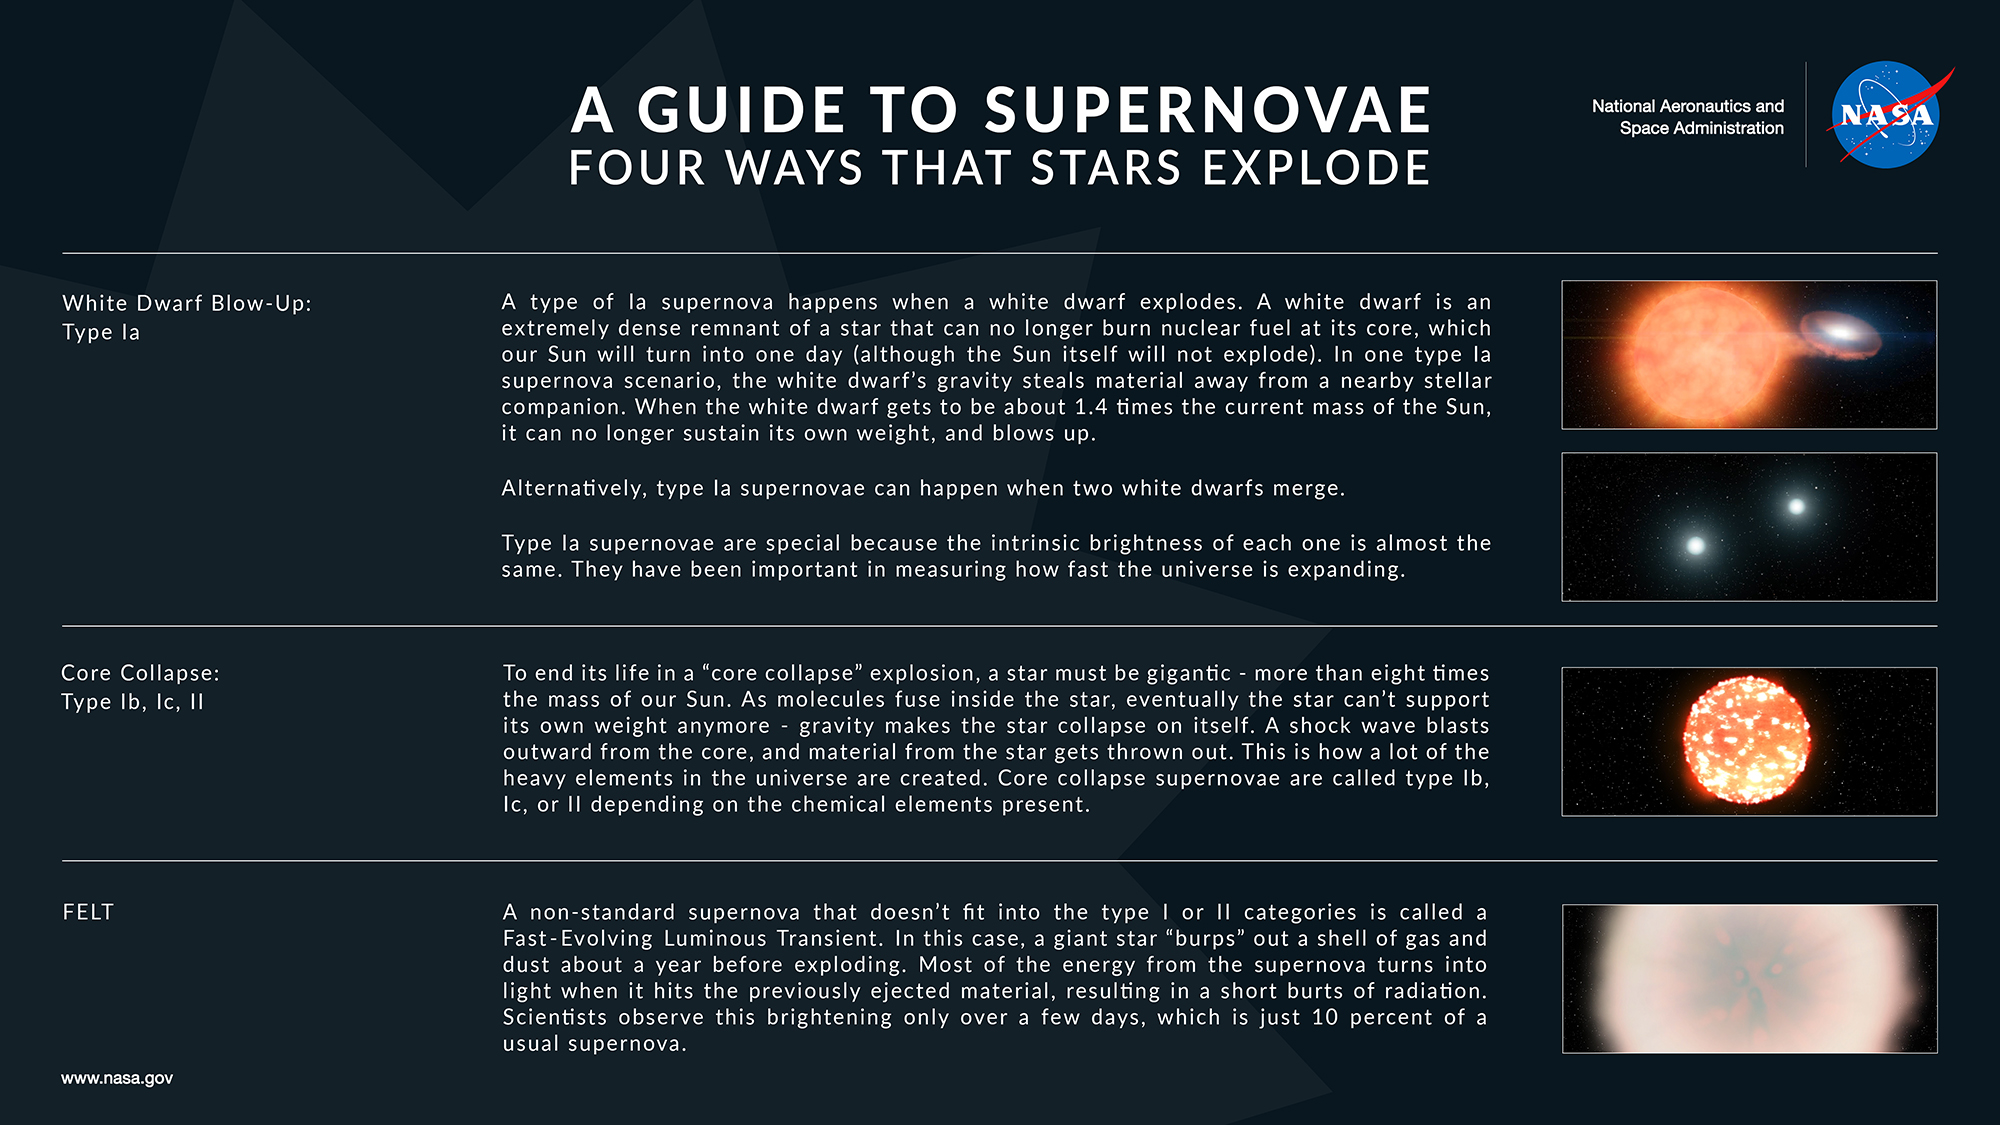 A GUIDE TO SUPERNOVAE
FOUR WAYS THAT STARS EXPLODE
National Aeronautics and
Space Administration
NASA
White Dwarf Blow-Up:
Type Ia
A type of Ia supernova happens when a white dwarf explodes. A white dwarf is an
extremely dense remnant of a star that can no longer burn nuclear fuel at its core, which
our Sun will turn into one day (although the Sun itself will not explode). In one type Ia
supernova scenario, the white dwarf's gravity steals material away from a nearby stellar
companion. When the white dwarf gets to be about 1.4 times the current mass of the Sun,
it can no longer sustain its own weight, and blows up.
Alternatively, type Ia supernovae can happen when two white dwarfs merge.
Type Ia supernovae are special because the intrinsic brightness of each one is almost the
same. They have been important in measuring how fast the universe is expanding.
Core Collapse:
Type Ib, Ic, II
To end its life in a “core collapse” explosion, a star must be gigantic - more than eight times
the mass of our Sun. As molecules fuse inside the star, eventually the star can't support
its own weight anymore - gravity makes the star collapse on itself. A shock wave blasts
outward from the core, and material from the star gets thrown out. This is how a lot of the
heavy elements in the universe are created. Core collapse supernovae are called type Ib,
Ic, or II depending on the chemical elements present.
FELT
A non-standard supernova that doesn't fit into the type I or II categories is called a
Fast-Evolving Luminous Transient. In this case, a giant star “burps” out a shell of gas and
dust about a year before exploding. Most of the energy from the supernova turns into
light when it hits the previously ejected material, resulting in a short burts of radiation.
Scientists observe this brightening only over a few days, which is just 10 percent of a
usual supernova.
www.nasa.gov